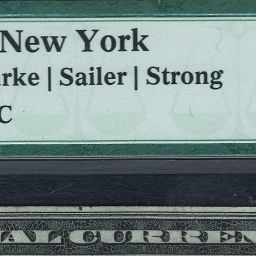 New York
rke | Sailer | Strong
C
AL CURREN